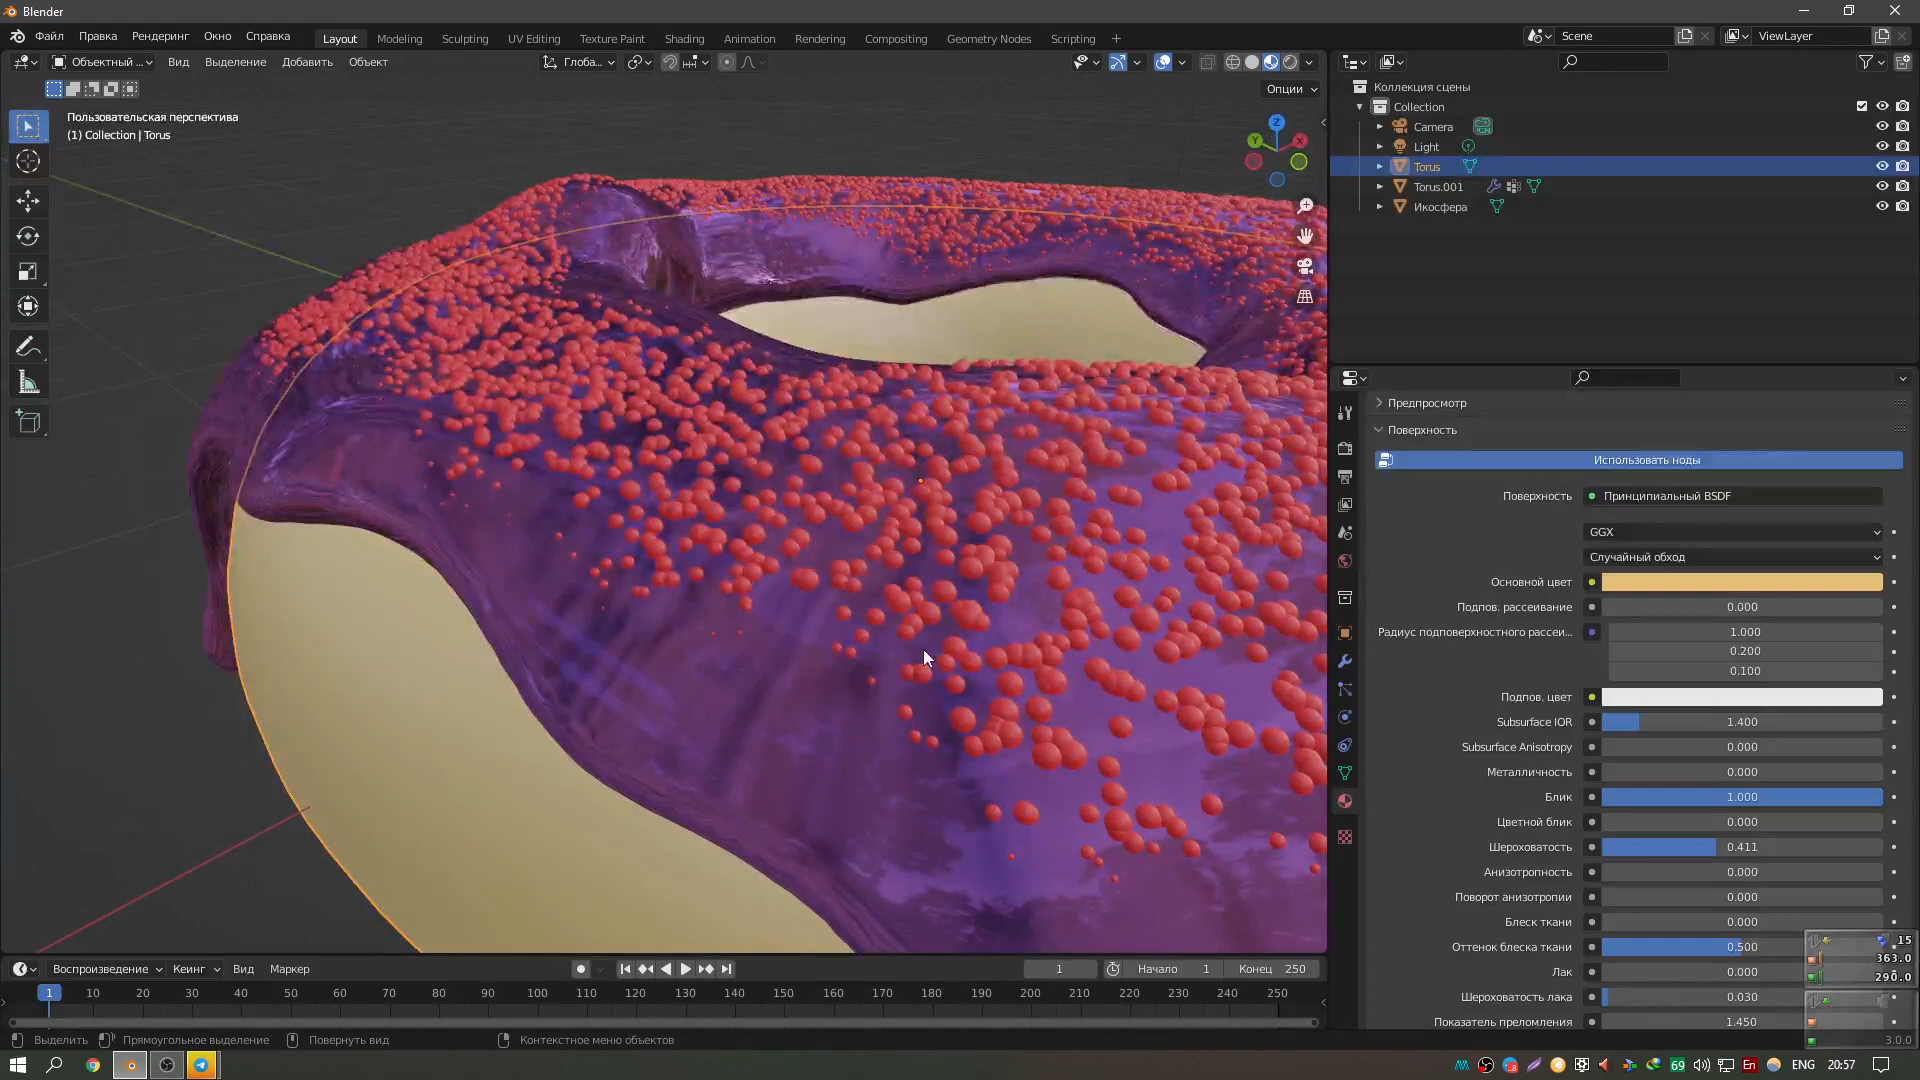 Blender
Файл Правка Рендеринг Окно Справка
Layout Modeling Sculpting UV Editing Texture Paint Shading Animation Rendering Compositing Geometry Nodes Scripting
Scene
ViewLayer
Объектный ...
Вид Выделение Добавить Объект
Глоба...
Опции
Пользовательская перспектива
(1) Collection | Torus
Z
Y
X
Коллекция сцены
Collection
Camera
Light
Torus
Torus.001
Икосфера
Предпросмотр
Поверхность
Использовать ноды
Поверхность Принципиальный BSDF
GGX
Случайный обход
Основной цвет
Подпов. рассеивание 0.000
Радиус подповерхностного рассеи... 1.000
0.200
0.100
Подпов. цвет
Subsurface IOR 1.400
Subsurface Anisotropy 0.000
Металличность 0.000
Блик 1.000
Цветной блик 0.000
Шероховатость 0.411
Анизотропность 0.000
Поворот анизотропии 0.000
Блеск ткани 0.000
Оттенок блеска ткани 0.500
Лак 0.000
Шероховатость лака 0.030
Показатель преломления 1.450
15
363.0
290.0
3.0.0
Воспроизведение Кеинг Вид Маркер
1
Начало 1
Конец 250
1 10 20 30 40 50 60 70 80 90 100 110 120 130 140 150 160 170 180 190 200 210 220 230 240 250
Выделить Прямоугольное выделение Повернуть вид Контекстное меню объектов
69
En
ENG 20:57